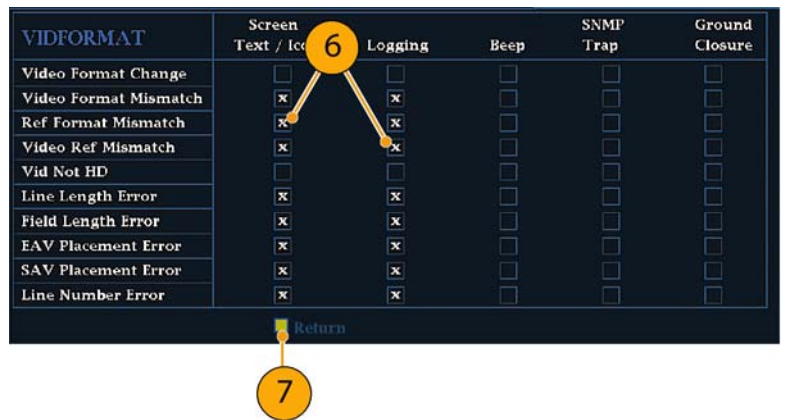 VIDFORMAT
Screen
Text / Ico
Logging
Beep
SNMP
Trap
Ground
Closure
6
Video Format Change
Video Format Mismatch
x x
Ref Format Mismatch
x x
Video Ref Mismatch
x x
Vid Not HD
Line Length Error
x x
Field Length Error
x x
EAV Placement Error
x x
SAV Placement Error
x x
Line Number Error
x x
Return
7